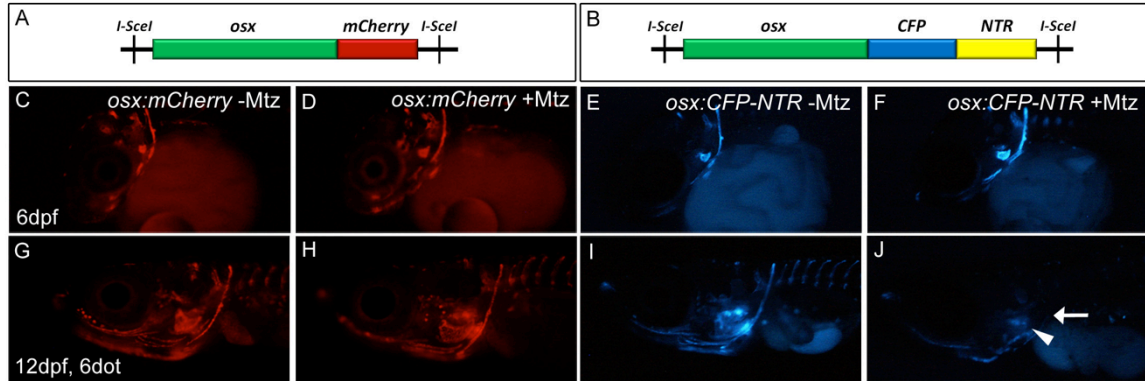 A
I-SceI osx mCherry I-SceI
B
I-SceI osx CFP NTR I-SceI
C osx:mCherry -Mtz
D osx:mCherry +Mtz
E osx:CFP-NTR -Mtz
F osx:CFP-NTR +Mtz
6dpf
G
H
I
J
12dpf, 6dot